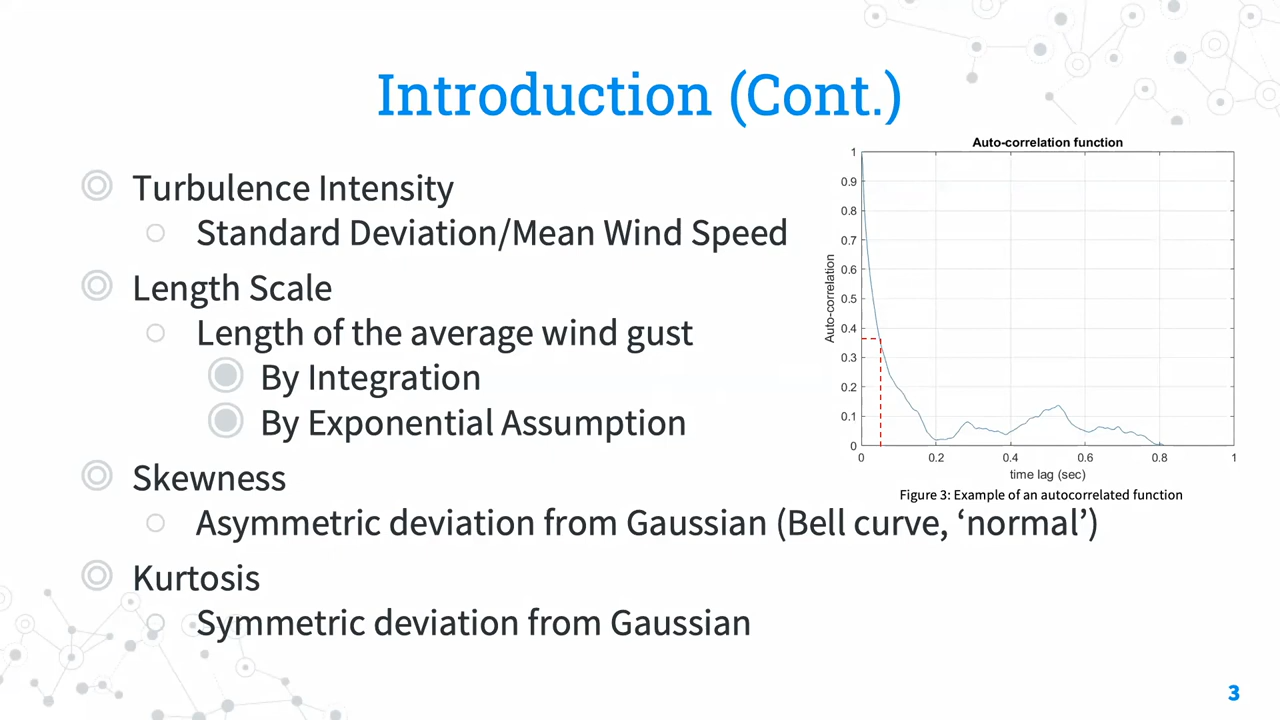 Introduction (Cont.)
Turbulence Intensity
Standard Deviation/Mean Wind Speed
Length Scale
Length of the average wind gust
By Integration
By Exponential Assumption
Skewness
Asymmetric deviation from Gaussian (Bell curve, ‘normal’)
Kurtosis
Symmetric deviation from Gaussian
Auto-correlation function
Auto-correlation
1
0.9
0.8
0.7
0.6
0.5
0.4
0.3
0.2
0.1
0
0 0.2 0.4 0.6 0.8 1
time lag (sec)
Figure 3: Example of an autocorrelated function
3